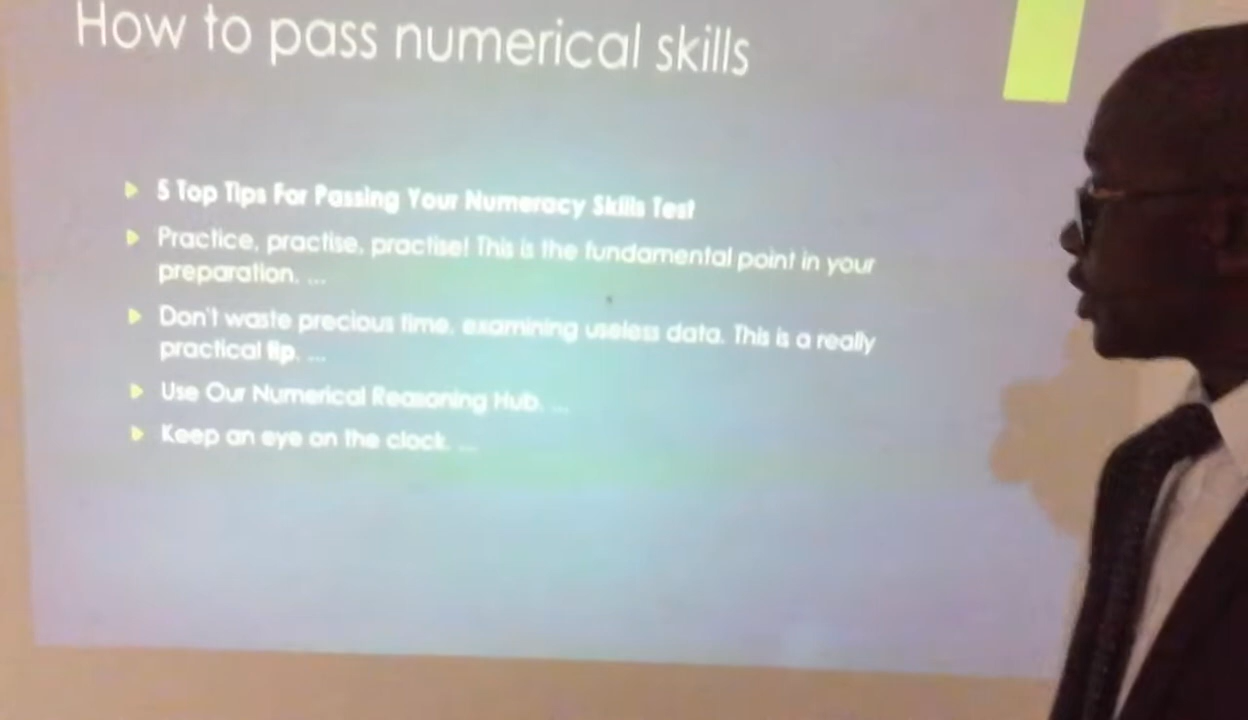 How to pass numerical skills
5 Top Tips For Passing Your Numeracy Skills Test
Practice, practise, practise! This is the fundamental point in your
preparation. ...
Don't waste precious time, examining useless data. This is a really
practical tip. ...
Use Our Numerical Reasoning Hub. ...
Keep an eye on the clock. ...